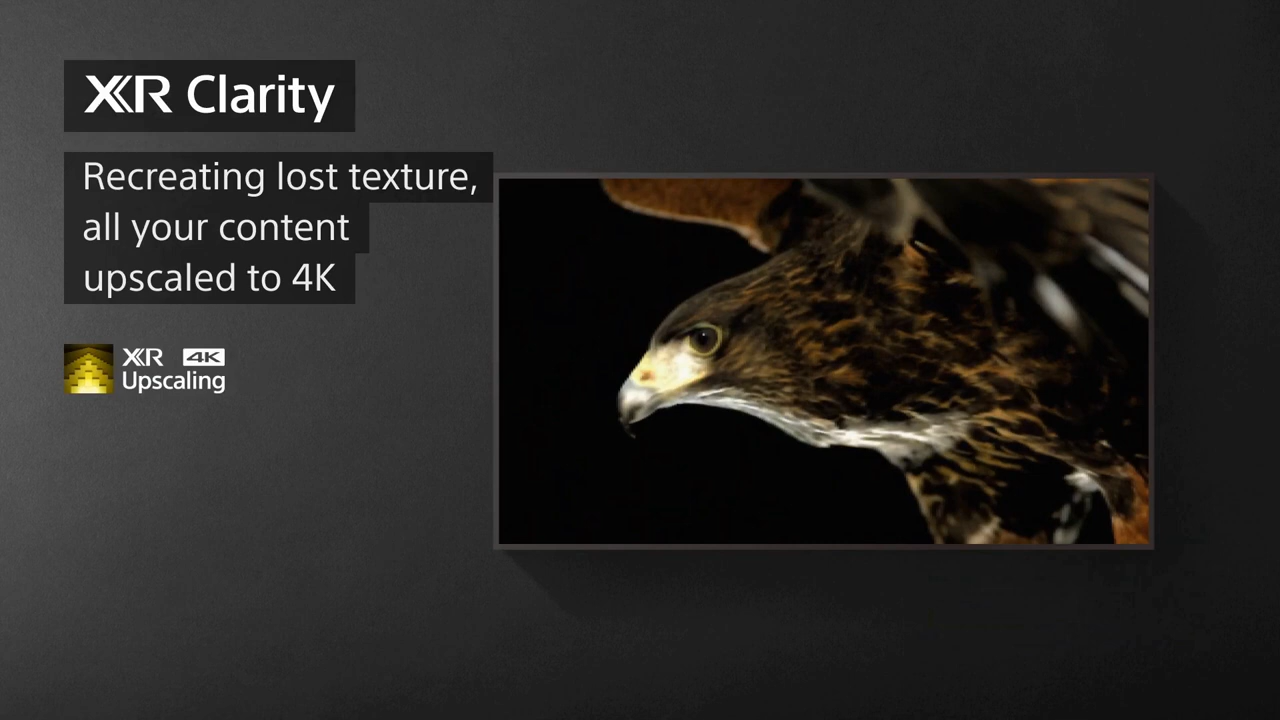 XR Clarity
Recreating lost texture,
all your content
upscaled to 4K
XR 4K
Upscaling